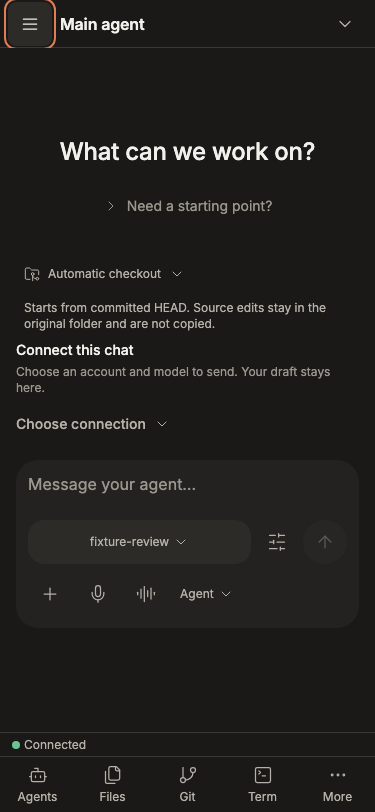 Main agent
What can we work on?
Need a starting point?
Automatic checkout
Starts from committed HEAD. Source edits stay in the
original folder and are not copied.
Connect this chat
Choose an account and model to send. Your draft stays
here.
Choose connection
Message your agent...
fixture-review
Agent
Connected
Agents Files Git Term More